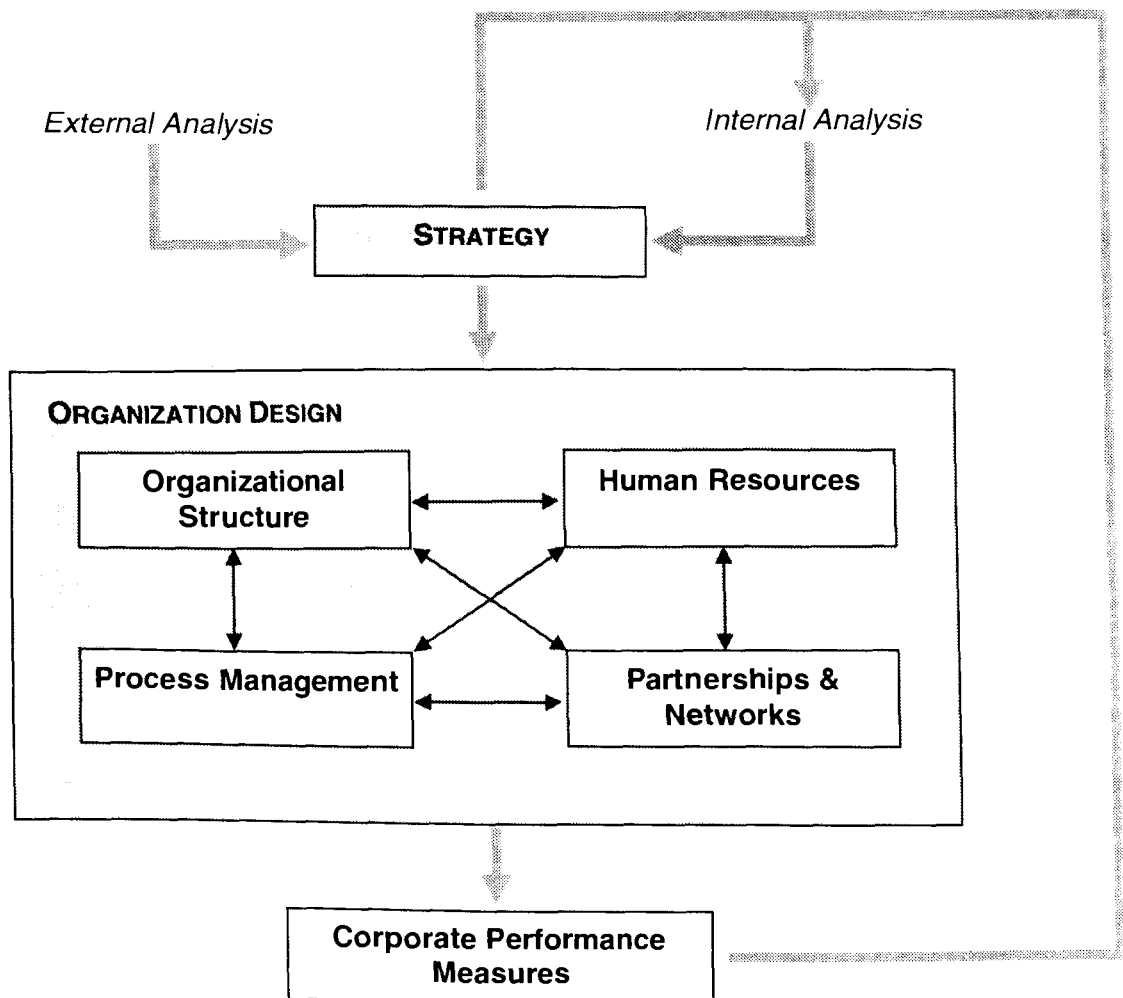 External Analysis
Internal Analysis
STRATEGY
ORGANIZATION DESIGN
Organizational
Structure
Human Resources
Process Management
Partnerships &
Networks
Corporate Performance
Measures